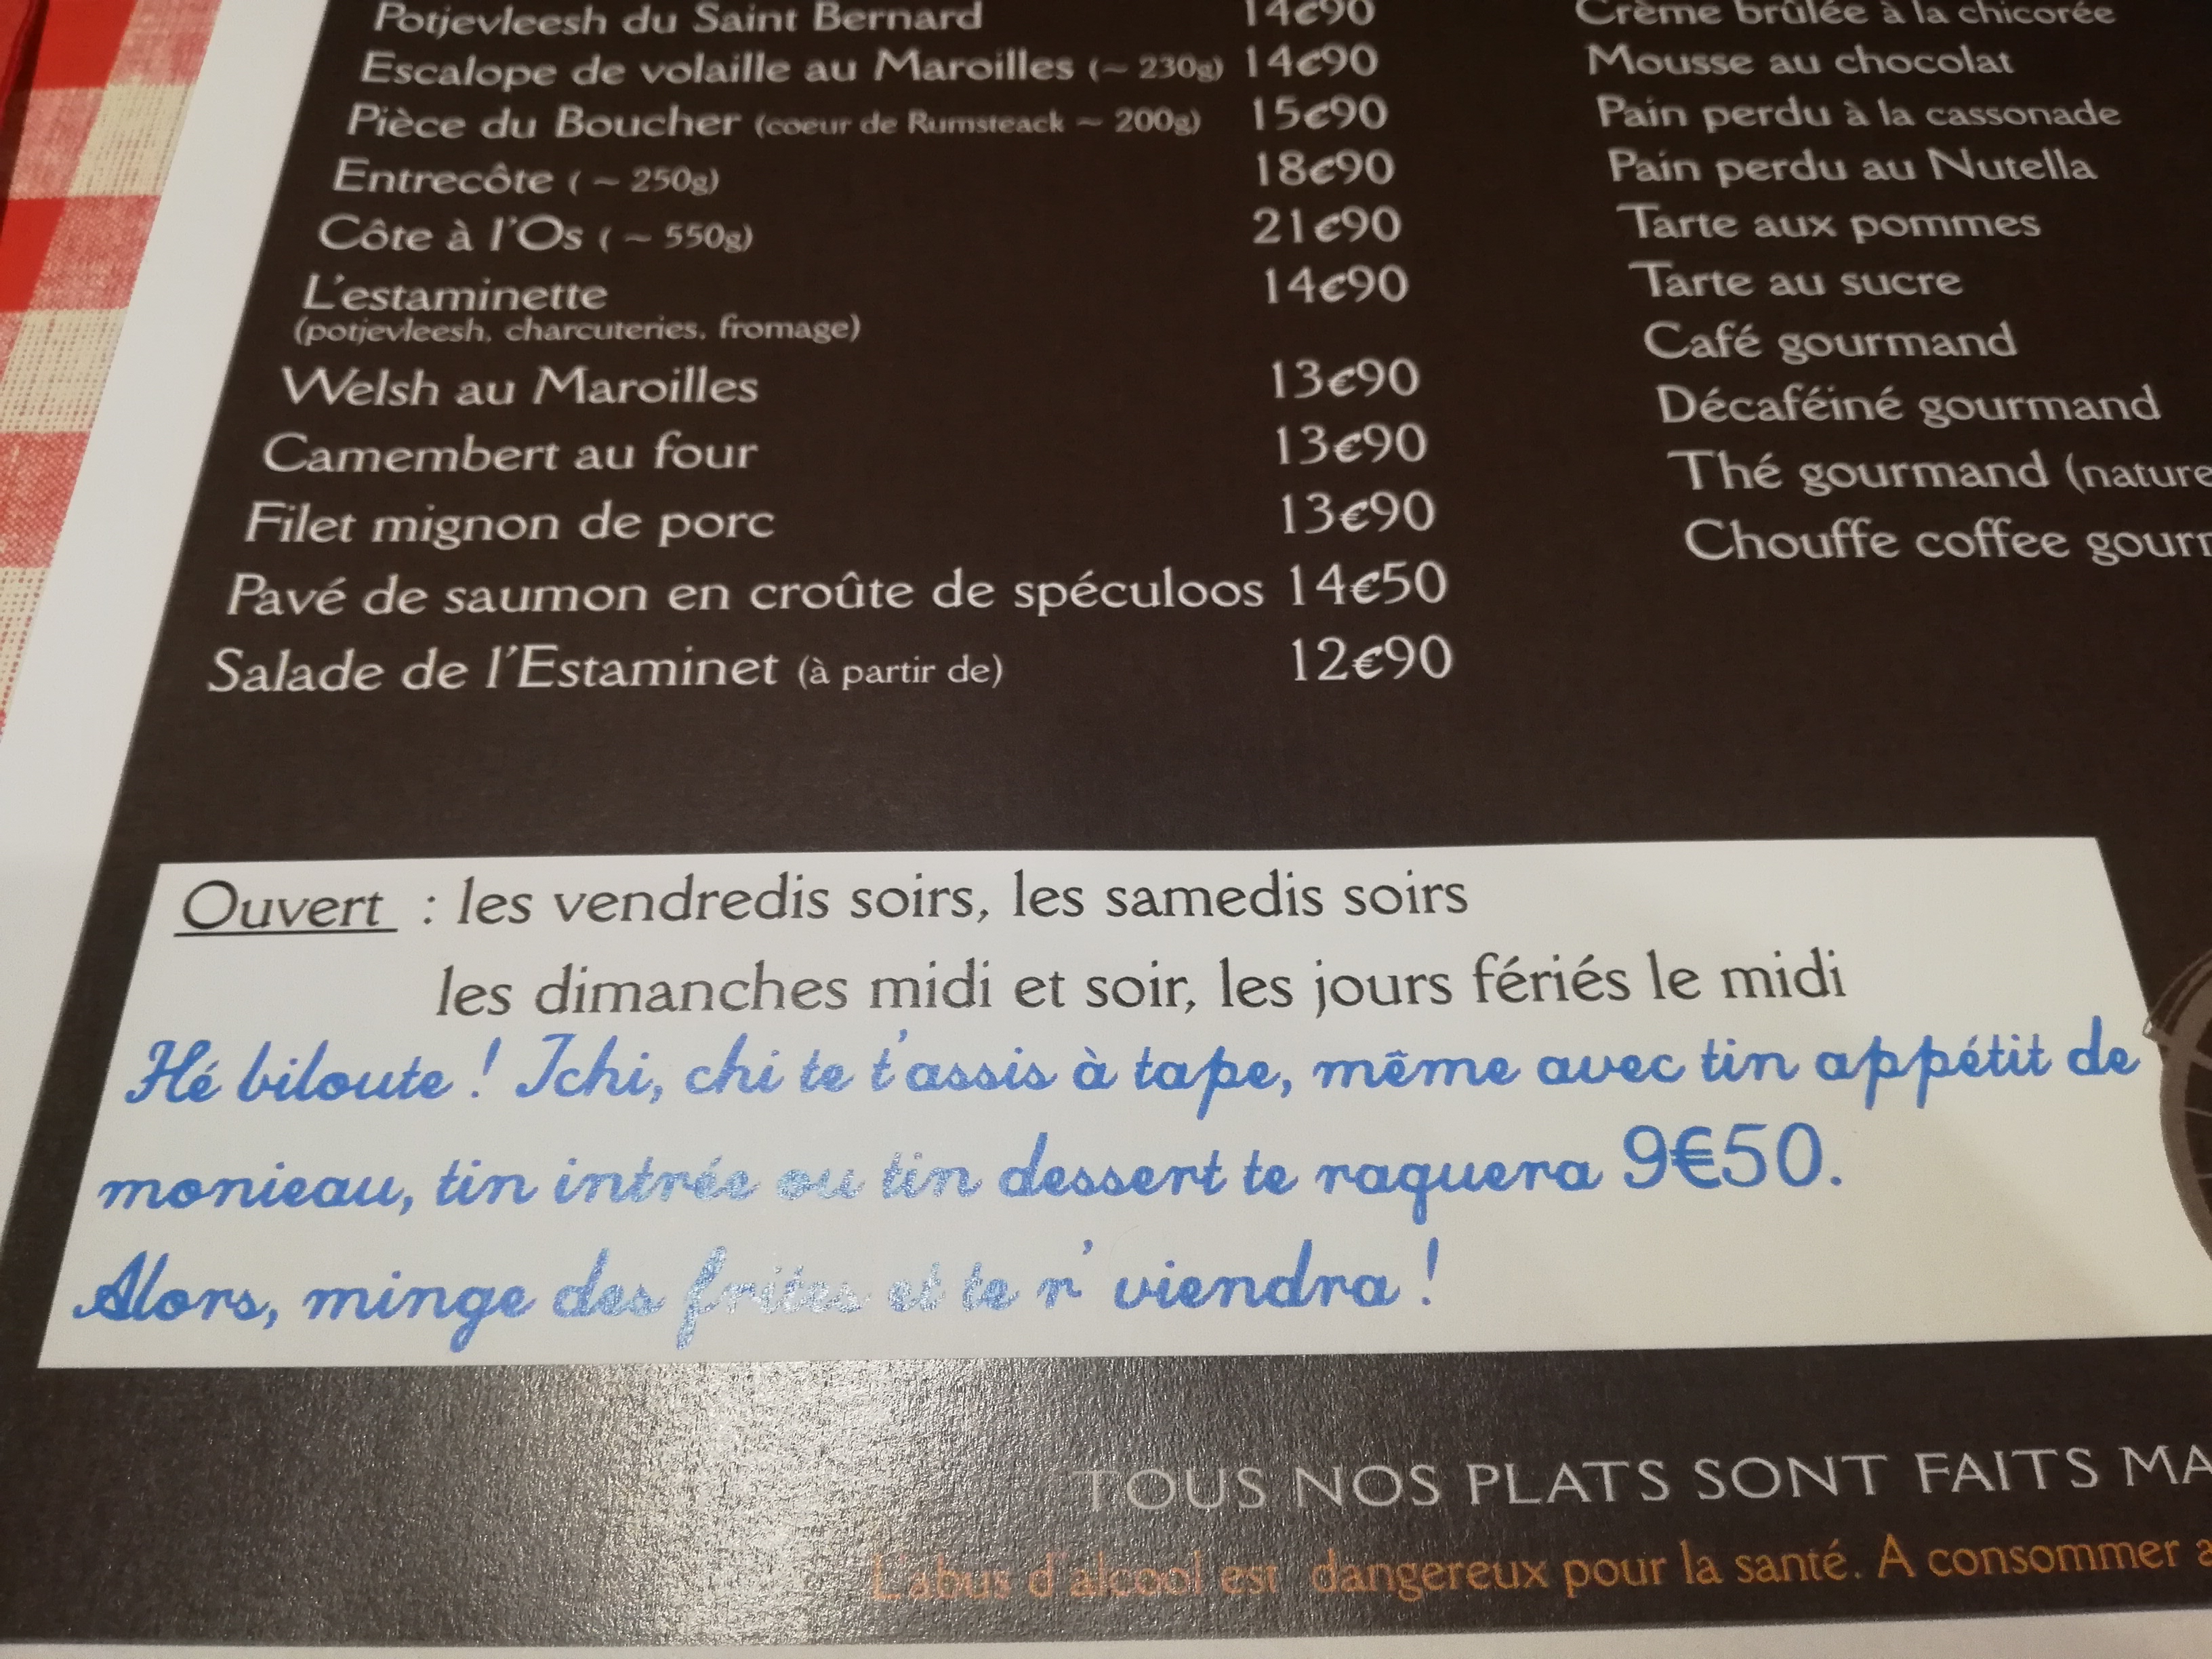 Potjevleesh du Saint Bernard 14€90
Escalope de volaille au Maroilles (~ 230g) 14€90
Pièce du Boucher (coeur de Rumsteack ~ 200g) 15€90
Entrecôte ( ~ 250g) 18€90
Côte à l'Os ( ~ 550g) 21€90
L'estaminette 14€90
(potjevleesh, charcuteries, fromage)
Welsh au Maroilles 13€90
Camembert au four 13€90
Filet mignon de porc 13€90
Pavé de saumon en croûte de spéculoos 14€50
Salade de l'Estaminet (à partir de) 12€90
Crème brûlée à la chicorée
Mousse au chocolat
Pain perdu à la cassonade
Pain perdu au Nutella
Tarte aux pommes
Tarte au sucre
Café gourmand
Décaféiné gourmand
Thé gourmand (nature
Chouffe coffee
Ouvert : les vendredis soirs, les samedis soirs
les dimanches midi et soir, les jours fériés le midi
Hé biloute ! Ichi, chi te t'assis à tape, même avec tin appétit de
monieau, tin intrée ou tin dessert te raquera 9€50.
Alors, minge des frites et te r' viendra !
TOUS NOS PLATS SONT FAITS MA
L'abus d'alcool est dangereux pour la santé. A consommer